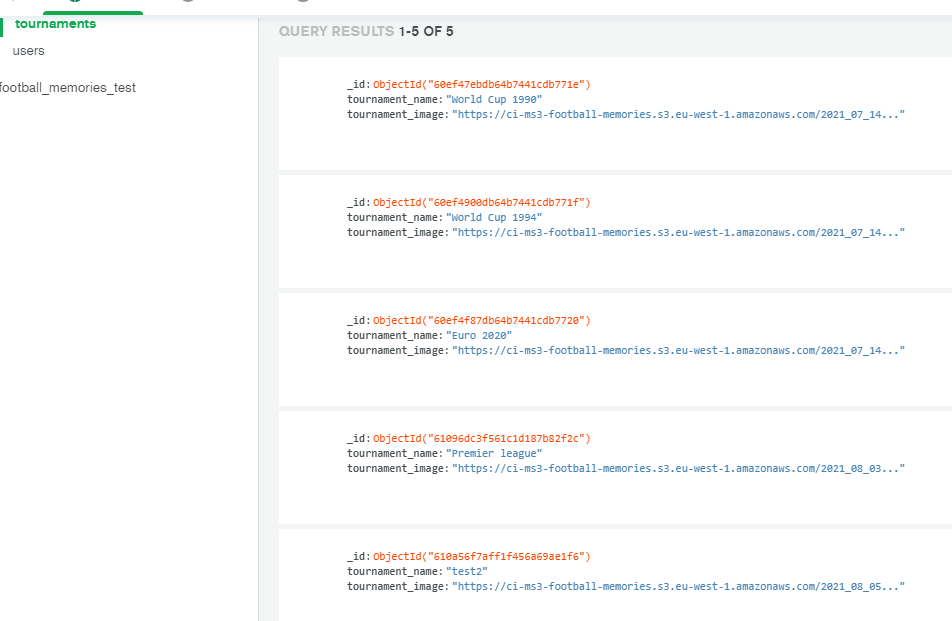 tournaments
users
football_memories_test
QUERY RESULTS 1-5 OF 5
_id: ObjectId("60ef47ebdb64b7441cdb771e")
tournament_name: "World Cup 1990"
tournament_image: "https://ci-ms3-football-memories.s3.eu-west-1.amazonaws.com/2021_07_14..."
_id: ObjectId("60ef4900db64b7441cdb771f")
tournament_name: "World Cup 1994"
tournament_image: "https://ci-ms3-football-memories.s3.eu-west-1.amazonaws.com/2021_07_14..."
_id: ObjectId("60ef4f87db64b7441cdb7720")
tournament_name: "Euro 2020"
tournament_image: "https://ci-ms3-football-memories.s3.eu-west-1.amazonaws.com/2021_07_14..."
_id: ObjectId("61096dc3f561c1d187b82f2c")
tournament_name: "Premier league"
tournament_image: "https://ci-ms3-football-memories.s3.eu-west-1.amazonaws.com/2021_08_03..."
_id: ObjectId("610a56f7aff1f456a69ae1f6")
tournament_name: "test2"
tournament_image: "https://ci-ms3-football-memories.s3.eu-west-1.amazonaws.com/2021_08_05..."